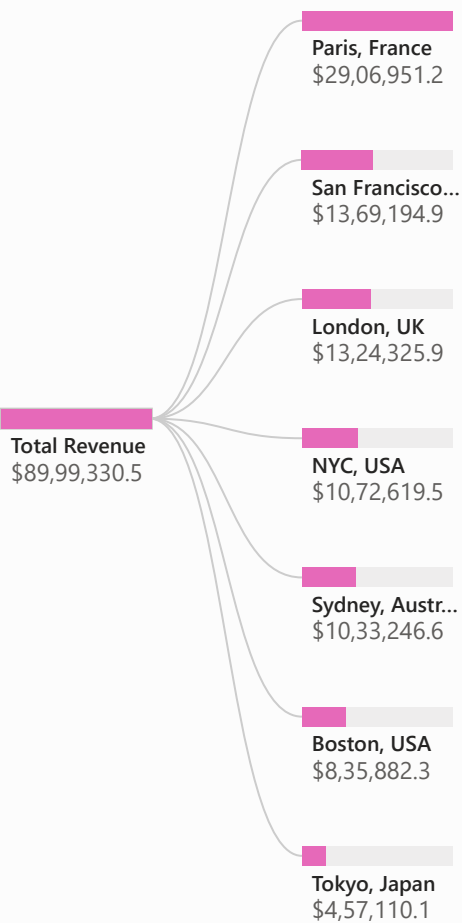 Paris, France
$29,06,951.2
San Francisco...
$13,69,194.9
London, UK
$13,24,325.9
Total Revenue
$89,99,330.5
NYC, USA
$10,72,619.5
Sydney, Austr...
$10,33,246.6
Boston, USA
$8,35,882.3
Tokyo, Japan
$4,57,110.1